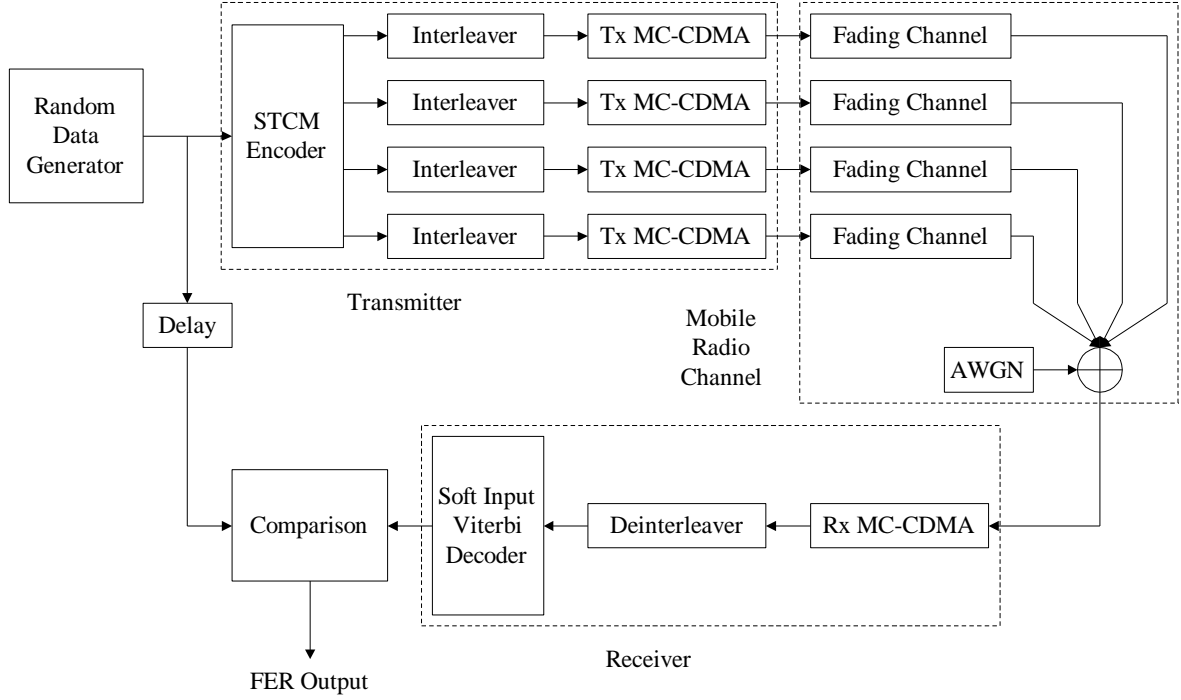 Random
Data
Generator
STCM
Encoder
Interleaver
Tx MC-CDMA
Fading Channel
Interleaver
Tx MC-CDMA
Fading Channel
Interleaver
Tx MC-CDMA
Fading Channel
Interleaver
Tx MC-CDMA
Fading Channel
Transmitter
Delay
Mobile
Radio
Channel
AWGN
Comparison
Soft Input
Viterbi
Decoder
Deinterleaver
Rx MC-CDMA
Receiver
FER Output